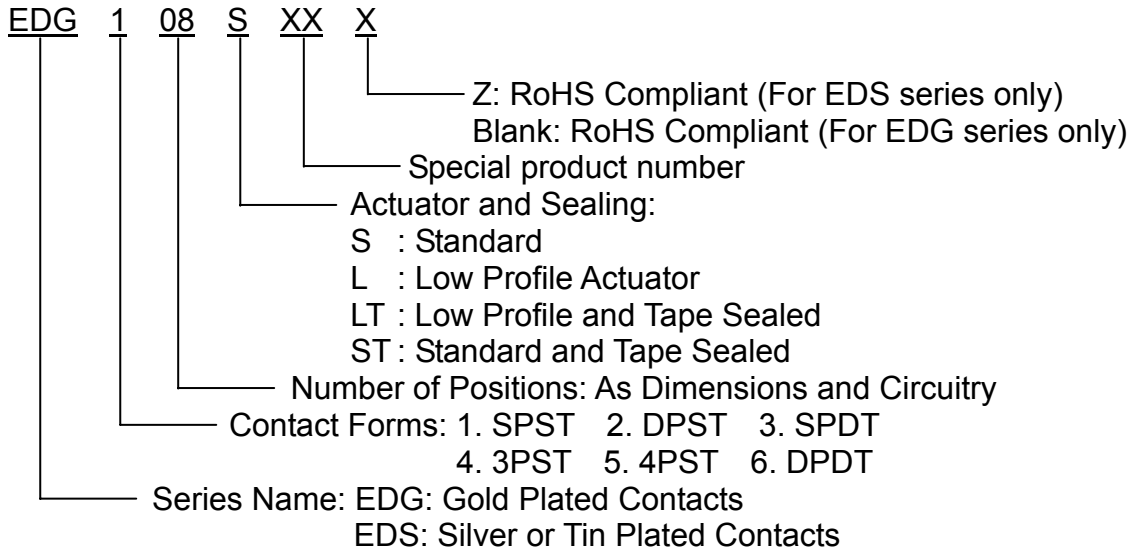 EDG 1 08 S XX X
Z: RoHS Compliant (For EDS series only)
Blank: RoHS Compliant (For EDG series only)
Special product number
Actuator and Sealing:
S : Standard
L : Low Profile Actuator
LT : Low Profile and Tape Sealed
ST : Standard and Tape Sealed
Number of Positions: As Dimensions and Circuitry
Contact Forms: 1. SPST 2. DPST 3. SPDT
4. 3PST 5. 4PST 6. DPDT
Series Name: EDG: Gold Plated Contacts
EDS: Silver or Tin Plated Contacts